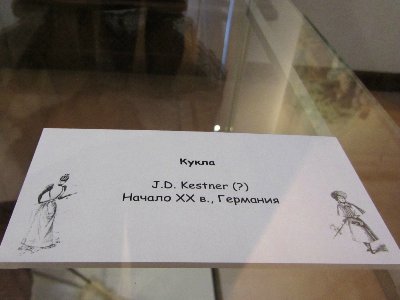 Кукла
J.D. Kestner (?)
Начало XX в., Германия